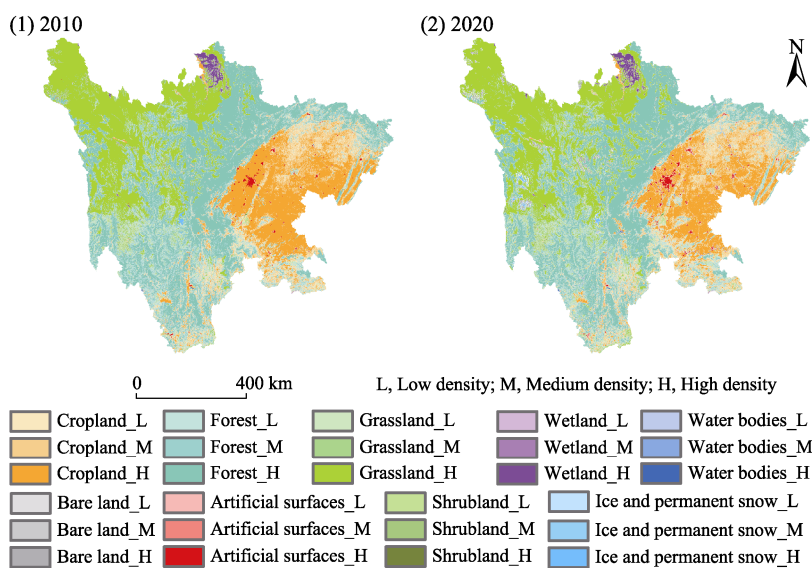 (1) 2010
(2) 2020
N
0
400 km
L, Low density; M, Medium density; H, High density
Cropland_L
Forest_L
Grassland_L
Wetland_L
Water bodies_L
Cropland_M
Forest_M
Grassland_M
Wetland_M
Water bodies_M
Cropland_H
Forest_H
Grassland_H
Wetland_H
Water bodies_H
Bare land_L
Artificial surfaces_L
Shrubland_L
Ice and permanent snow_L
Bare land_M
Artificial surfaces_M
Shrubland_M
Ice and permanent snow_M
Bare land_H
Artificial surfaces_H
Shrubland_H
Ice and permanent snow_H